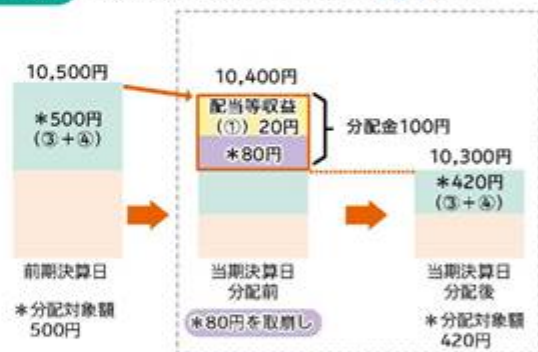 10,500円
*500円
(③+④)
前期決算日
*分配対象額
500円
10,400円
配当等収益
(①) 20円
*80円
分配金100円
当期決算日
分配前
*80円を取崩し
10,300円
*420円
(③+④)
当期決算日
分配後
*分配対象額
420円